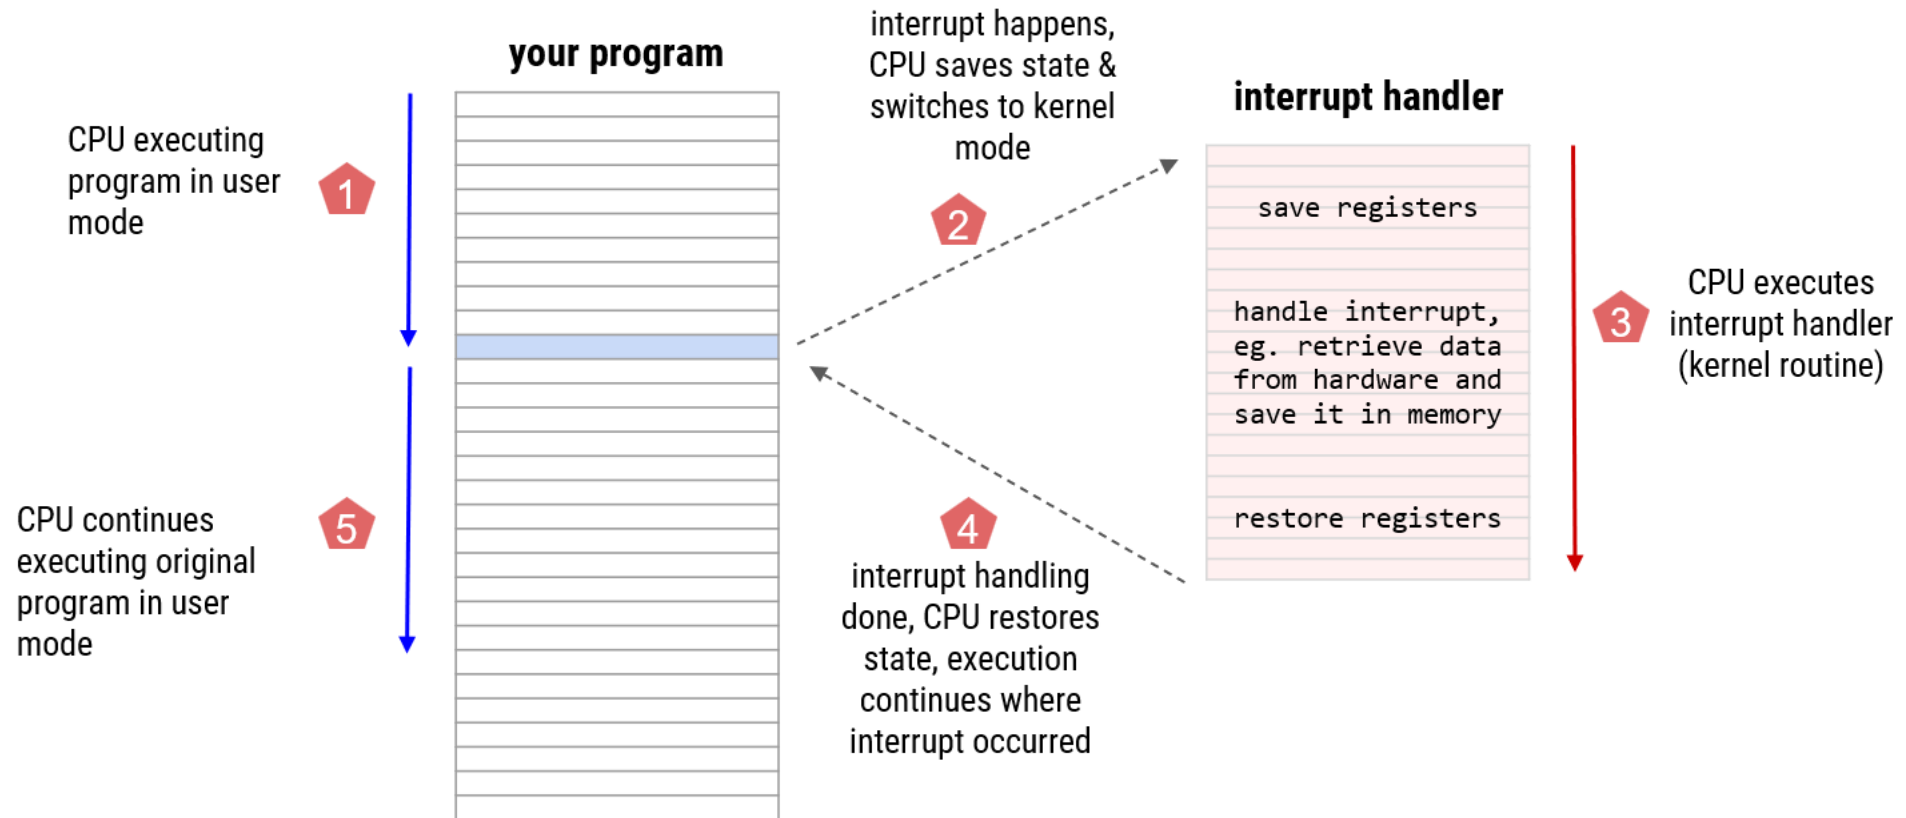 your program
CPU executing
program in user
mode
1
interrupt happens,
CPU saves state &
switches to kernel
mode
2
interrupt handler
save registers
handle interrupt,
eg. retrieve data
from hardware and
save it in memory
restore registers
3
CPU executes
interrupt handler
(kernel routine)
4
interrupt handling
done, CPU restores
state, execution
continues where
interrupt occurred
5
CPU continues
executing original
program in user
mode